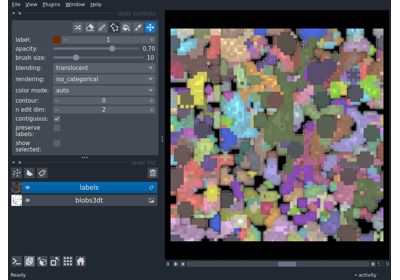 File View Plugins Window Help
layer controls
label: 1
opacity: 0.70
brush size: 10
blending: translucent
rendering: iso_categorical
color mode: auto
contour: 0
n edit dim: 2
contiguous:
preserve
labels:
show
selected:
layer list
labels
blobs3dt
Ready
activity